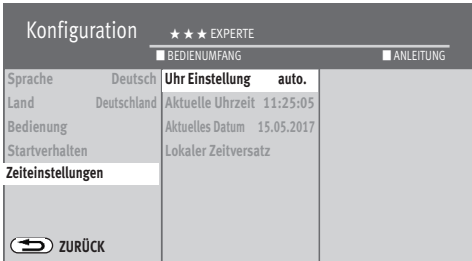 Konfiguration ★ ★ ★ EXPERTE
BEDIENUMFANG ANLEITUNG
Sprache Deutsch Uhr Einstellung auto.
Land Deutschland Aktuelle Uhrzeit 11:25:05
Bedienung Aktuelles Datum 15.05.2017
Startverhalten Lokaler Zeitversatz
Zeiteinstellungen
ZURÜCK